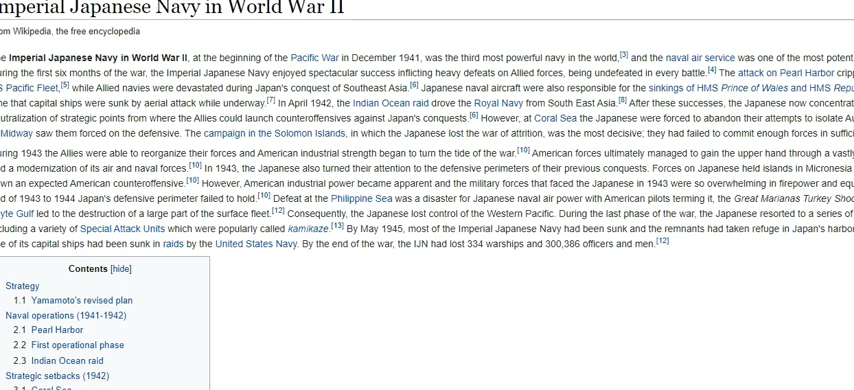 mperial Japanese Navy in World War II
om Wikipedia, the free encyclopedia
e Imperial Japanese Navy in World War II, at the beginning of the Pacific War in December 1941, was the third most powerful navy in the world,[3] and the naval air service was one of the most potent
uring the first six months of the war, the Imperial Japanese Navy enjoyed spectacular success inflicting heavy defeats on Allied forces, being undefeated in every battle.[4] The attack on Pearl Harbor cripp
S Pacific Fleet,[5] while Allied navies were devastated during Japan's conquest of Southeast Asia.[6] Japanese naval aircraft were also responsible for the sinkings of HMS Prince of Wales and HMS Repu
me that capital ships were sunk by aerial attack while underway.[7] In April 1942, the Indian Ocean raid drove the Royal Navy from South East Asia.[8] After these successes, the Japanese now concentrat
utralization of strategic points from where the Allies could launch counteroffensives against Japan's conquests.[6] However, at Coral Sea the Japanese were forced to abandon their attempts to isolate Au
Midway saw them forced on the defensive. The campaign in the Solomon Islands, in which the Japanese lost the war of attrition, was the most decisive; they had failed to commit enough forces in suffici
uring 1943 the Allies were able to reorganize their forces and American industrial strength began to turn the tide of the war.[10] American forces ultimately managed to gain the upper hand through a vastly
d a modernization of its air and naval forces.[10] In 1943, the Japanese also turned their attention to the defensive perimeters of their previous conquests. Forces on Japanese held islands in Micronesia
wn an expected American counteroffensive.[10] However, American industrial power became apparent and the military forces that faced the Japanese in 1943 were so overwhelming in firepower and equ
d of 1943 to 1944 Japan's defensive perimeter failed to hold.[10] Defeat at the Philippine Sea was a disaster for Japanese naval air power with American pilots terming it, the Great Marianas Turkey Shoo
yte Gulf led to the destruction of a large part of the surface fleet.[12] Consequently, the Japanese lost control of the Western Pacific. During the last phase of the war, the Japanese resorted to a series of
cluding a variety of Special Attack Units which were popularly called kamikaze.[13] By May 1945, most of the Imperial Japanese Navy had been sunk and the remnants had taken refuge in Japan's harbor
e of its capital ships had been sunk in raids by the United States Navy. By the end of the war, the IJN had lost 334 warships and 300,386 officers and men.[12]
Contents [hide]
Strategy
1.1 Yamamoto's revised plan
Naval operations (1941-1942)
2.1 Pearl Harbor
2.2 First operational phase
2.3 Indian Ocean raid
Strategic setbacks (1942)
3.1 Coral Sea